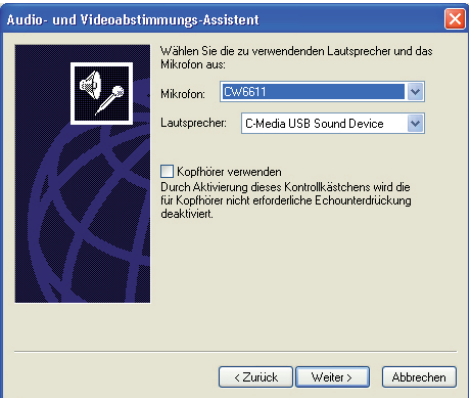 Audio- und Videoabstimmungs-Assistent
Wählen Sie die zu verwendenden Lautsprecher und das
Mikrofon aus:
Mikrofon: CW6611
Lautsprecher: C-Media USB Sound Device
Kopfhörer verwenden
Durch Aktivierung dieses Kontrollkästchens wird die
für Kopfhörer nicht erforderliche Echounterdrückung
deaktiviert.
< Zurück Weiter > Abbrechen